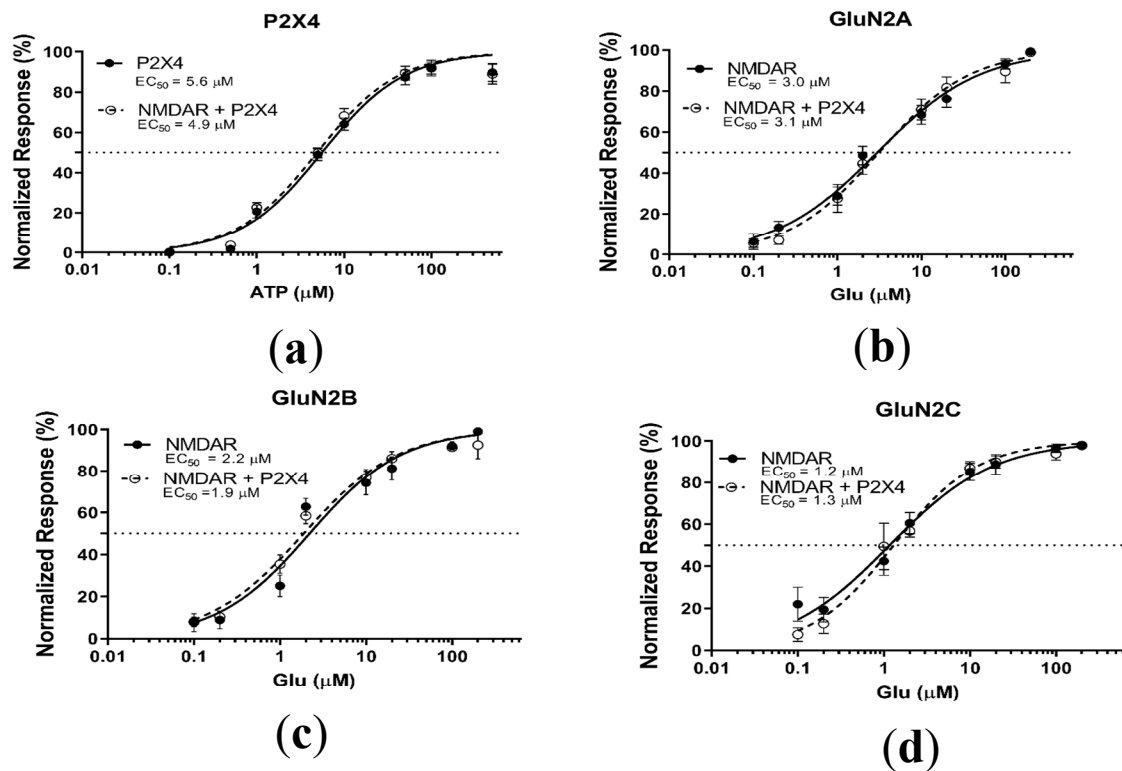 P2X4
Normalized Response (%)
100
80
60
40
20
0
P2X4
EC50 = 5.6 μM
NMDAR + P2X4
EC50 = 4.9 μM
0.01 0.1 1 10 100
ATP (μM)
(a)
GluN2A
Normalized Response (%)
100
80
60
40
20
0
NMDAR
EC50 = 3.0 μM
NMDAR + P2X4
EC50 = 3.1 μM
0.01 0.1 1 10 100
Glu (μM)
(b)
GluN2B
Normalized Response (%)
100
80
60
40
20
0
NMDAR
EC50 = 2.2 μM
NMDAR + P2X4
EC50 =1.9 μM
0.01 0.1 1 10 100
Glu (μM)
(c)
GluN2C
Normalized Response (%)
100
80
60
40
20
0
NMDAR
EC50 = 1.2 μM
NMDAR + P2X4
EC50 = 1.3 μM
0.01 0.1 1 10 100
Glu (μM)
(d)